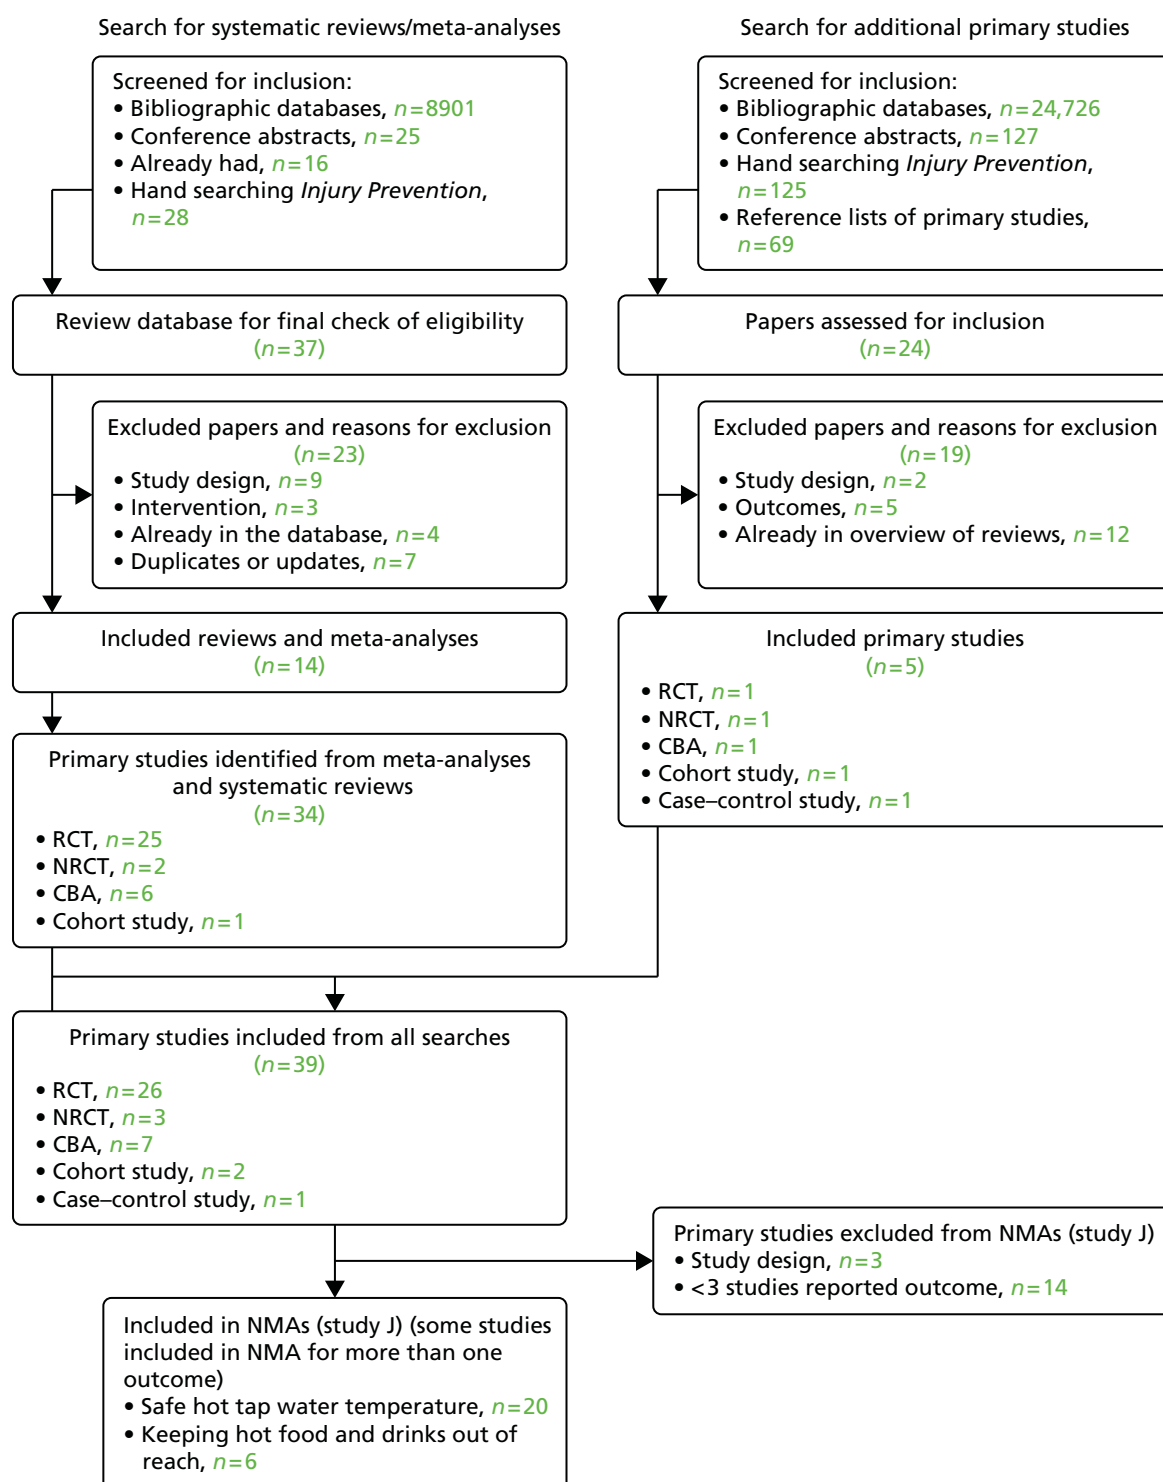 Search for systematic reviews/meta-analyses
Screened for inclusion:
• Bibliographic databases, n=8901
• Conference abstracts, n=25
• Already had, n=16
• Hand searching Injury Prevention,
n=28
Review database for final check of eligibility
(n=37)
Excluded papers and reasons for exclusion
(n=23)
• Study design, n=9
• Intervention, n=3
• Already in the database, n=4
• Duplicates or updates, n=7
Included reviews and meta-analyses
(n=14)
Primary studies identified from meta-analyses
and systematic reviews
(n=34)
• RCT, n=25
• NRCT, n=2
• CBA, n=6
• Cohort study, n=1
Search for additional primary studies
Screened for inclusion:
• Bibliographic databases, n=24,726
• Conference abstracts, n=127
• Hand searching Injury Prevention,
n=125
• Reference lists of primary studies,
n=69
Papers assessed for inclusion
(n=24)
Excluded papers and reasons for exclusion
(n=19)
• Study design, n=2
• Outcomes, n=5
• Already in overview of reviews, n=12
Included primary studies
(n=5)
• RCT, n=1
• NRCT, n=1
• CBA, n=1
• Cohort study, n=1
• Case–control study, n=1
Primary studies included from all searches
(n=39)
• RCT, n=26
• NRCT, n=3
• CBA, n=7
• Cohort study, n=2
• Case–control study, n=1
Primary studies excluded from NMAs (study J)
• Study design, n=3
• <3 studies reported outcome, n=14
Included in NMAs (study J) (some studies
included in NMA for more than one
outcome)
• Safe hot tap water temperature, n=20
• Keeping hot food and drinks out of
reach, n=6